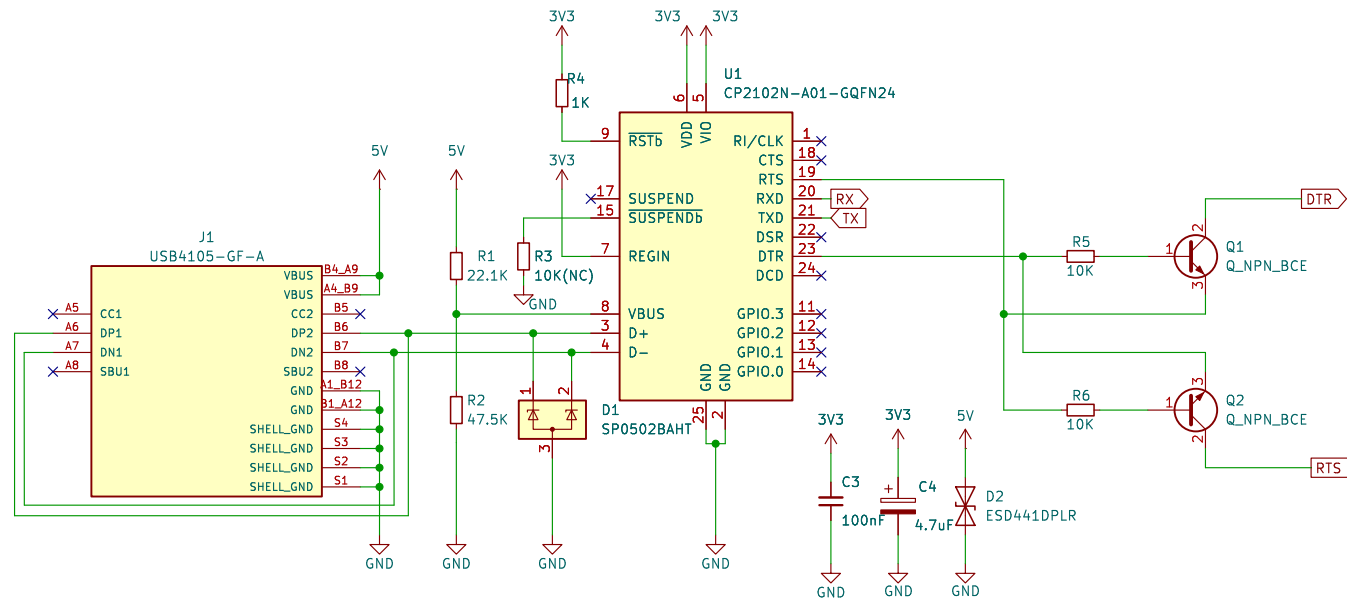 3V3
3V3
3V3
R4
1K
U1
CP2102N-A01-GQFN24
6
5
VDD
VIO
9
RSTb
RI/CLK
1
CTS
18
RTS
19
5V
5V
3V3
17
SUSPEND
RXD
20
RX
15
SUSPENDb
TXD
21
TX
DSR
22
7
REGIN
DTR
23
DCD
24
8
VBUS
GPIO.3
11
3
D+
GPIO.2
12
4
D-
GPIO.1
13
GPIO.0
14
GND
GND
25
2
GND
J1
USB4105-GF-A
VBUS
B4_A9
VBUS
A4_B9
A5
CC1
CC2
B5
A6
DP1
DP2
B6
A7
DN1
DN2
B7
A8
SBU1
SBU2
B8
GND
A1_B12
GND
B1_A12
SHELL_GND
S4
SHELL_GND
S3
SHELL_GND
S2
SHELL_GND
S1
GND
R1
22.1K
R2
47.5K
GND
R3
10K(NC)
GND
1
2
3
D1
SP0502BAHT
GND
R5
10K
1
2
3
Q1
Q_NPN_BCE
DTR
R6
10K
1
3
2
Q2
Q_NPN_BCE
RTS
3V3
C3
100nF
GND
3V3
+
C4
4.7uF
GND
5V
D2
ESD441DPLR
GND